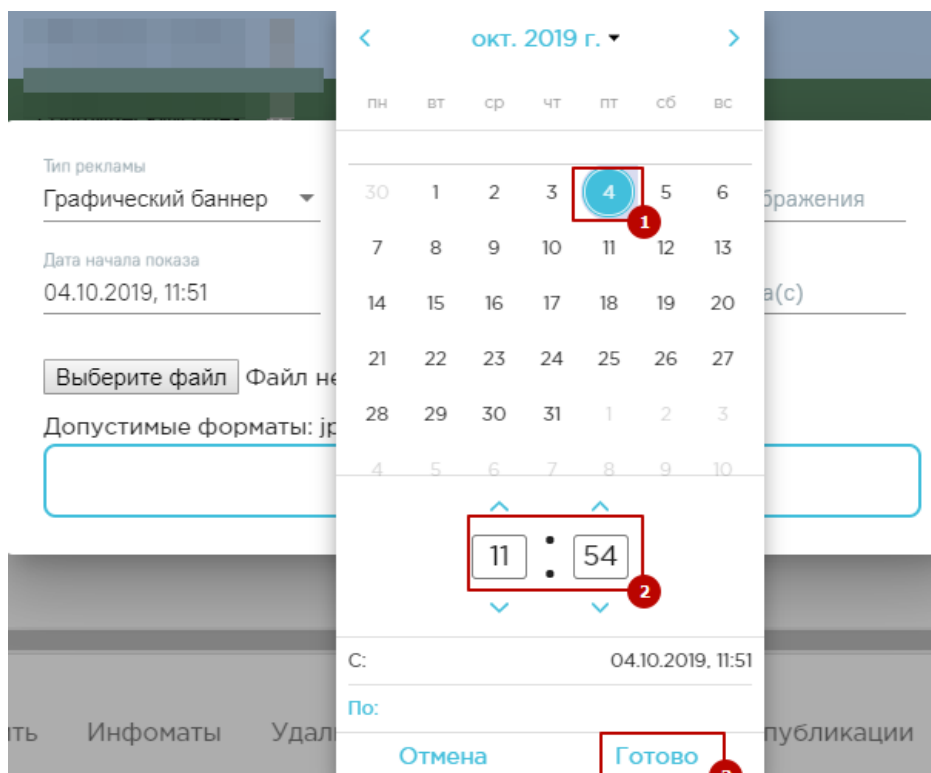 окт. 2019 г.
пн вт ср чт пт сб вс
Тип рекламы
Графический баннер
бражения
30 1 2 3 4 5 6
1
7 8 9 10 11 12 13
Дата начала показа
04.10.2019, 11:51
а(с)
14 15 16 17 18 19 20
21 22 23 24 25 26 27
Выберите файл Файл не
28 29 30 31 1 2 3
Допустимые форматы: jp
4 5 6 7 8 9 10
11 : 54
2
С: 04.10.2019, 11:51
По:
ть Инфоматы Удал публикации
Отмена Готово
3